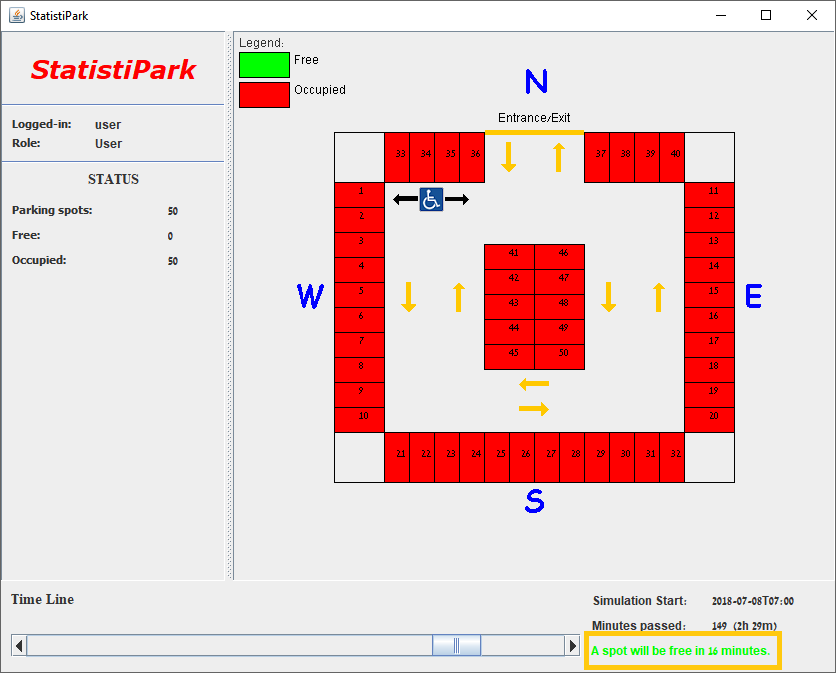 StatistiPark
StatistiPark
Logged-in: user
Role: User
STATUS
Parking spots: 50
Free: 0
Occupied: 50
Legend:
Free
Occupied
N
Entrance/Exit
33 34 35 36 37 38 39 40
1 11
2 12
3 41 46 13
4 42 47 14
W 5 43 48 15 E
6 44 49 16
7 45 50 17
8 18
9 19
10 20
21 22 23 24 25 26 27 28 29 30 31 32
S
Time Line
Simulation Start: 2018-07-08T07:00
Minutes passed: 149 (2h 29m)
A spot will be free in 16 minutes.